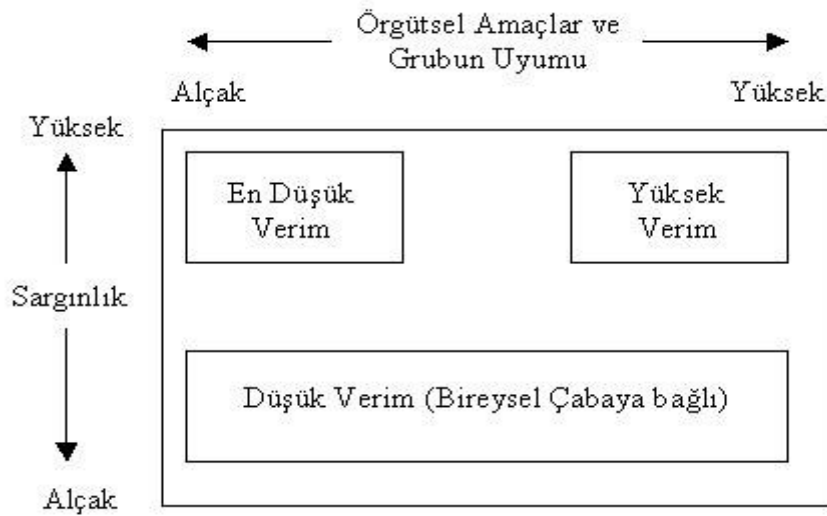 Örgütsel Amaçlar ve
Grubun Uyumu
Alçak
Yüksek
Yüksek
En Düşük
Verim
Yüksek
Verim
Sargınlık
Düşük Verim (Bireysel Çabaya bağlı)
Alçak